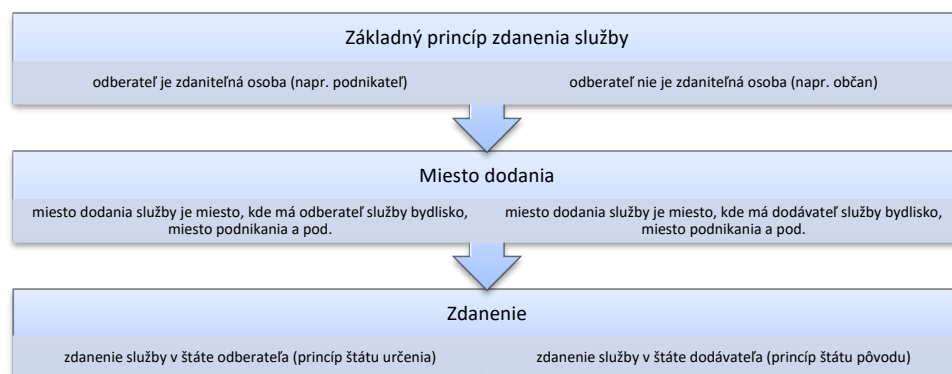 Základný princíp zdanenia služby
odberateľ je zdaniteľná osoba (napr. podnikateľ)
odberateľ nie je zdaniteľná osoba (napr. občan)
Miesto dodania
miesto dodania služby je miesto, kde má odberateľ služby bydlisko,
miesto podnikania a pod.
miesto dodania služby je miesto, kde má dodávateľ služby bydlisko,
miesto podnikania a pod.
Zdanenie
zdanenie služby v štáte odberateľa (princíp štátu určenia)
zdanenie služby v štáte dodávateľa (princíp štátu pôvodu)